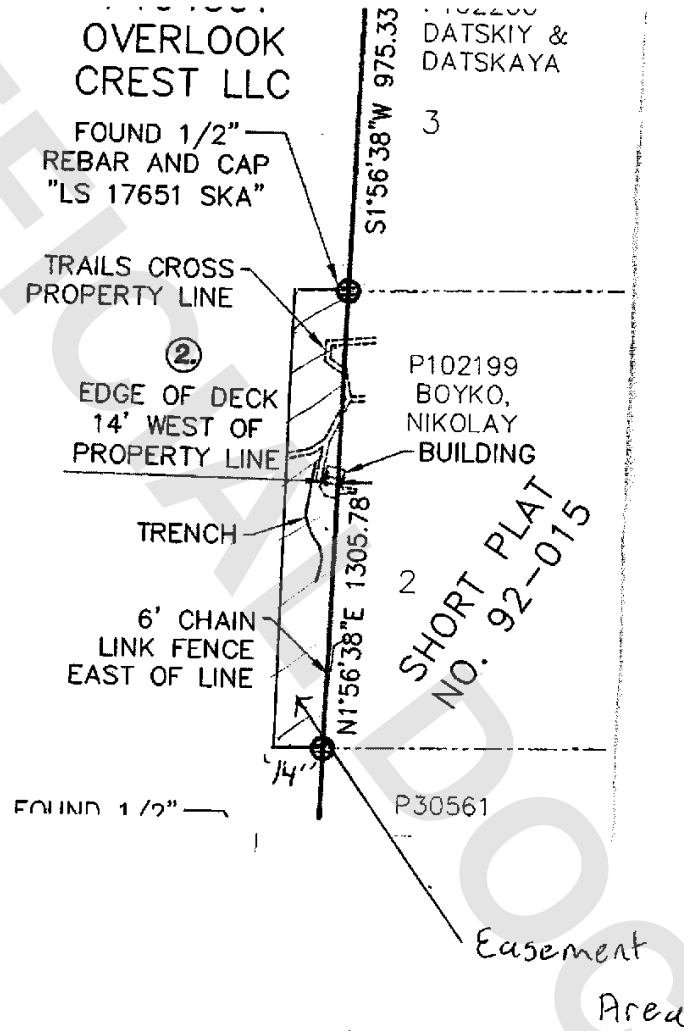 OVERLOOK
CREST LLC
DATSKIY &
DATSKAYA
3
S1°56'38"W 975.33
FOUND 1/2"
REBAR AND CAP
"LS 17651 SKA"
TRAILS CROSS
PROPERTY LINE
2.
EDGE OF DECK
14' WEST OF
PROPERTY LINE
P102199
BOYKO,
NIKOLAY
BUILDING
TRENCH
N1°56'38"E 1305.78'
2
SHORT PLAT
NO. 92-015
6' CHAIN
LINK FENCE
EAST OF LINE
FOUND 1/2"
P30561
Easement
Area